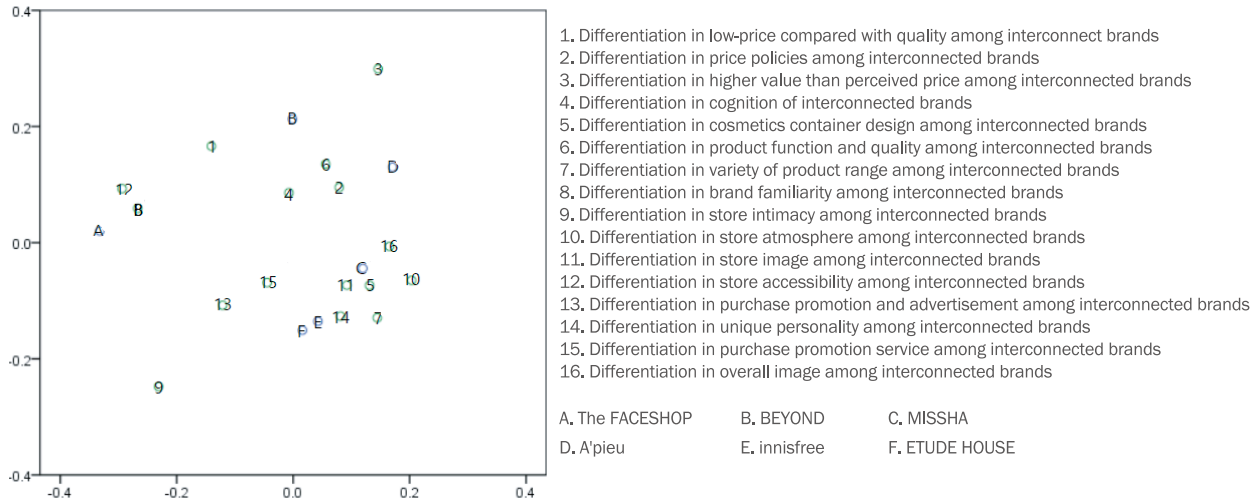 0.4
3
0.2
B
1
6
D
12
4
2
A
0.0
16
C
15
11
5
10
13
14
7
E
F
-0.2
9
-0.4
-0.4
-0.2
0.0
0.2
0.4
1. Differentiation in low-price compared with quality among interconnect brands
2. Differentiation in price policies among interconnected brands
3. Differentiation in higher value than perceived price among interconnected brands
4. Differentiation in cognition of interconnected brands
5. Differentiation in cosmetics container design among interconnected brands
6. Differentiation in product function and quality among interconnected brands
7. Differentiation in variety of product range among interconnected brands
8. Differentiation in brand familiarity among interconnected brands
9. Differentiation in store intimacy among interconnected brands
10. Differentiation in store atmosphere among interconnected brands
11. Differentiation in store image among interconnected brands
12. Differentiation in store accessibility among interconnected brands
13. Differentiation in purchase promotion and advertisement among interconnected brands
14. Differentiation in unique personality among interconnected brands
15. Differentiation in purchase promotion service among interconnected brands
16. Differentiation in overall image among interconnected brands
A. The FACESHOP B. BEYOND C. MISSHA
D. A'pieu E. innisfree F. ETUDE HOUSE